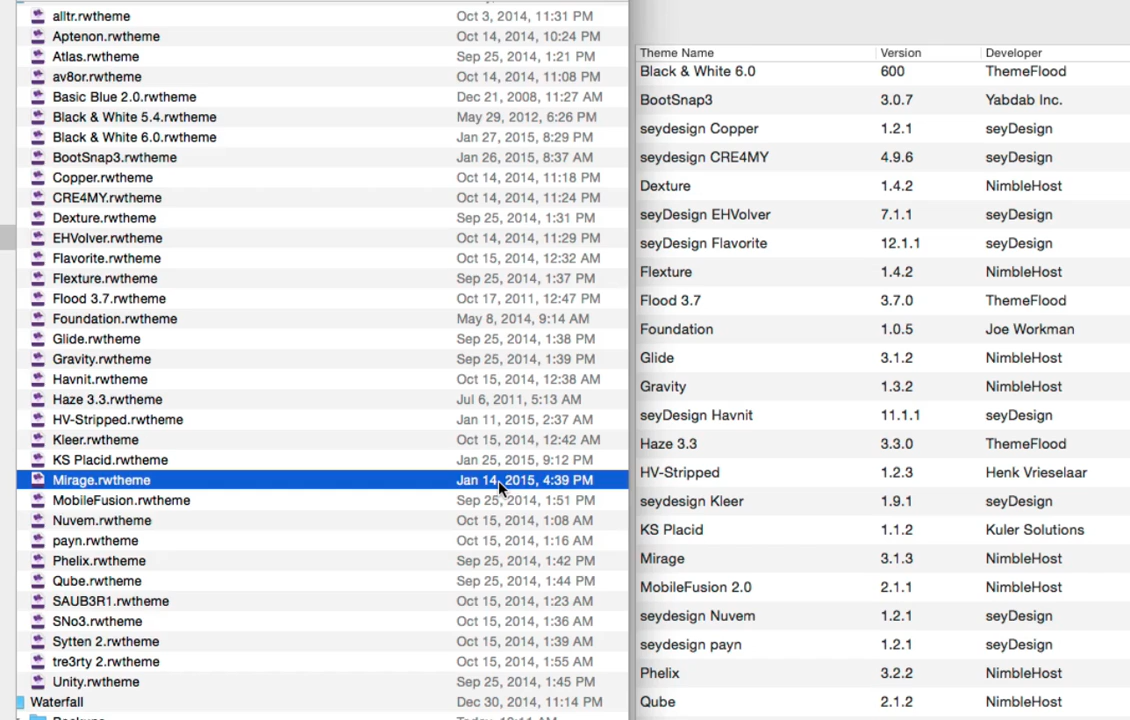 alltr.rwtheme Oct 3, 2014, 11:31 PM
Aptenon.rwtheme Oct 14, 2014, 10:24 PM
Atlas.rwtheme Sep 25, 2014, 1:21 PM
av8or.rwtheme Oct 14, 2014, 11:08 PM
Basic Blue 2.0.rwtheme Dec 21, 2008, 11:27 AM
Black & White 5.4.rwtheme May 29, 2012, 6:26 PM
Black & White 6.0.rwtheme Jan 27, 2015, 8:29 PM
BootSnap3.rwtheme Jan 26, 2015, 8:37 AM
Copper.rwtheme Oct 14, 2014, 11:18 PM
CRE4MY.rwtheme Oct 14, 2014, 11:24 PM
Dexture.rwtheme Sep 25, 2014, 1:31 PM
EHVolver.rwtheme Oct 14, 2014, 11:29 PM
Flavorite.rwtheme Oct 15, 2014, 12:32 AM
Flexture.rwtheme Sep 25, 2014, 1:37 PM
Flood 3.7.rwtheme Oct 17, 2011, 12:47 PM
Foundation.rwtheme May 8, 2014, 9:14 AM
Glide.rwtheme Sep 25, 2014, 1:38 PM
Gravity.rwtheme Sep 25, 2014, 1:39 PM
Havnit.rwtheme Oct 15, 2014, 12:38 AM
Haze 3.3.rwtheme Jul 6, 2011, 5:13 AM
HV-Stripped.rwtheme Jan 11, 2015, 2:37 AM
Kleer.rwtheme Oct 15, 2014, 12:42 AM
KS Placid.rwtheme Jan 25, 2015, 9:12 PM
Mirage.rwtheme Jan 14, 2015, 4:39 PM
MobileFusion.rwtheme Sep 25, 2014, 1:51 PM
Nuvem.rwtheme Oct 15, 2014, 1:08 AM
payn.rwtheme Oct 15, 2014, 1:16 AM
Phelix.rwtheme Sep 25, 2014, 1:42 PM
Qube.rwtheme Sep 25, 2014, 1:44 PM
SAUB3R1.rwtheme Oct 15, 2014, 1:23 AM
SNo3.rwtheme Oct 15, 2014, 1:36 AM
Sytten 2.rwtheme Oct 15, 2014, 1:39 AM
tre3rty 2.rwtheme Oct 15, 2014, 1:55 AM
Unity.rwtheme Sep 25, 2014, 1:45 PM
Waterfall Dec 30, 2014, 11:14 PM
Theme Name Version Developer
Black & White 6.0 600 ThemeFlood
BootSnap3 3.0.7 Yabdab Inc.
seydesign Copper 1.2.1 seyDesign
seydesign CRE4MY 4.9.6 seyDesign
Dexture 1.4.2 NimbleHost
seyDesign EHVolver 7.1.1 seyDesign
seyDesign Flavorite 12.1.1 seyDesign
Flexture 1.4.2 NimbleHost
Flood 3.7 3.7.0 ThemeFlood
Foundation 1.0.5 Joe Workman
Glide 3.1.2 NimbleHost
Gravity 1.3.2 NimbleHost
seyDesign Havnit 11.1.1 seyDesign
Haze 3.3 3.3.0 ThemeFlood
HV-Stripped 1.2.3 Henk Vrieselaar
seydesign Kleer 1.9.1 seyDesign
KS Placid 1.1.2 Kuler Solutions
Mirage 3.1.3 NimbleHost
MobileFusion 2.0 2.1.1 NimbleHost
seydesign Nuvem 1.2.1 seyDesign
seydesign payn 1.2.1 seyDesign
Phelix 3.2.2 NimbleHost
Qube 2.1.2 NimbleHost